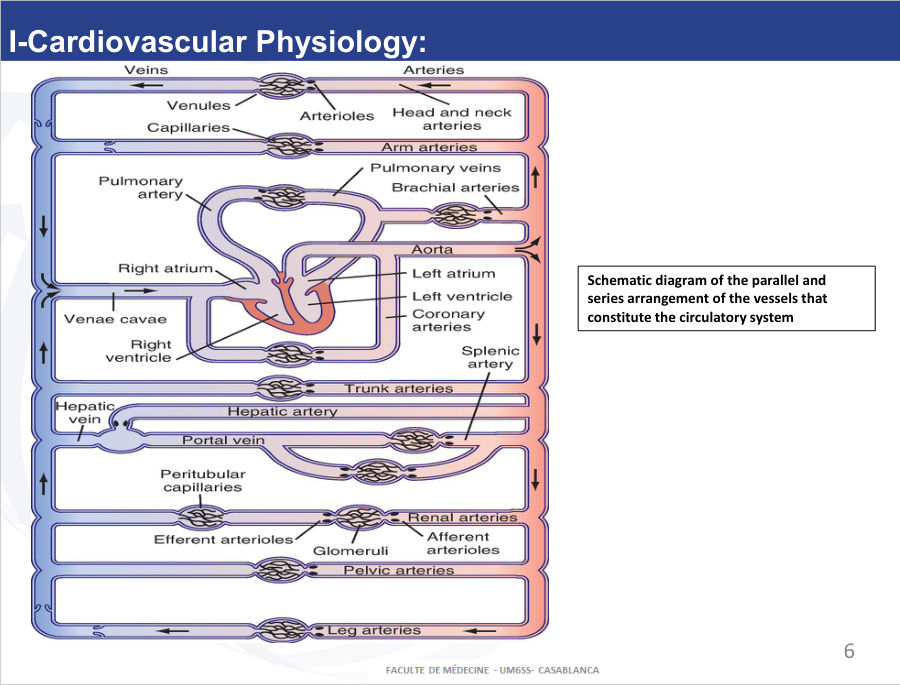 I-Cardiovascular Physiology:
Veins
Arteries
Venules
Arterioles
Head and neck
arteries
Capillaries
Arm arteries
Pulmonary veins
Pulmonary
artery
Brachial arteries
Aorta
Right atrium
Left atrium
Left ventricle
Venae cavae
Coronary
arteries
Right
ventricle
Splenic
artery
Trunk arteries
Hepatic
vein
Hepatic artery
Portal vein
Peritubular
capillaries
Renal arteries
Efferent arterioles
Glomeruli
Afferent
arterioles
Pelvic arteries
Leg arteries
Schematic diagram of the parallel and
series arrangement of the vessels that
constitute the circulatory system
6
FACULTE DE MÉDECINE - UM6SS- CASABLANCA